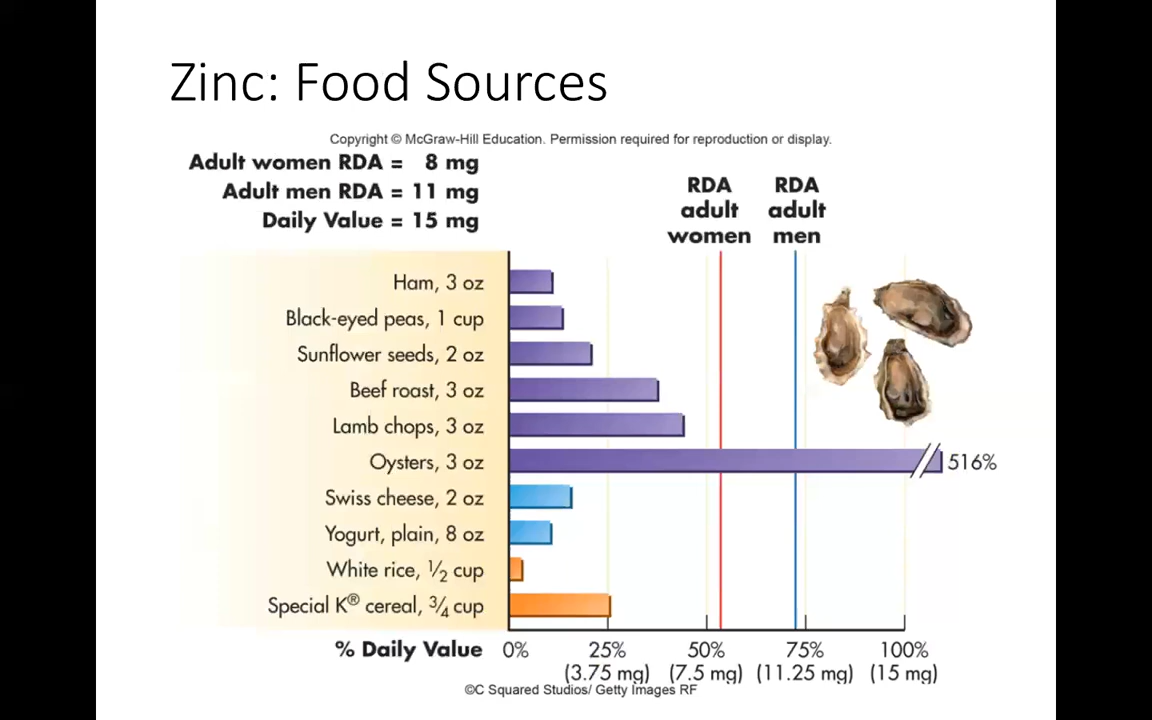 Zinc: Food Sources
Copyright © McGraw-Hill Education. Permission required for reproduction or display.
Adult women RDA = 8 mg
Adult men RDA = 11 mg
Daily Value = 15 mg
RDA adult women
RDA adult men
Ham, 3 oz
Black-eyed peas, 1 cup
Sunflower seeds, 2 oz
Beef roast, 3 oz
Lamb chops, 3 oz
Oysters, 3 oz 516%
Swiss cheese, 2 oz
Yogurt, plain, 8 oz
White rice, ½ cup
Special K® cereal, ¾ cup
% Daily Value 0% 25% 50% 75% 100%
(3.75 mg) (7.5 mg) (11.25 mg) (15 mg)
©C Squared Studios/ Getty Images RF